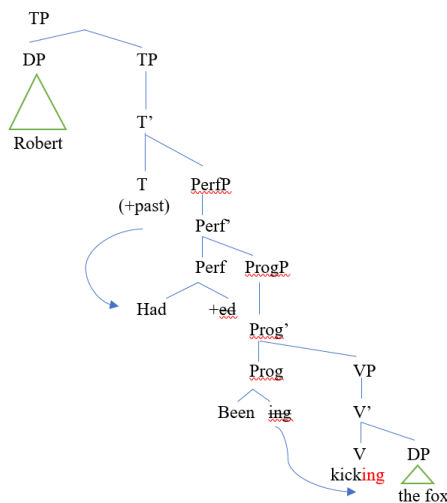 TP
DP TP
Robert
T’
T PerfP
(+past)
Perf’
Perf ProgP
Had +ed
Prog’
Prog VP
Been ing V’
V DP
kicking
the fox